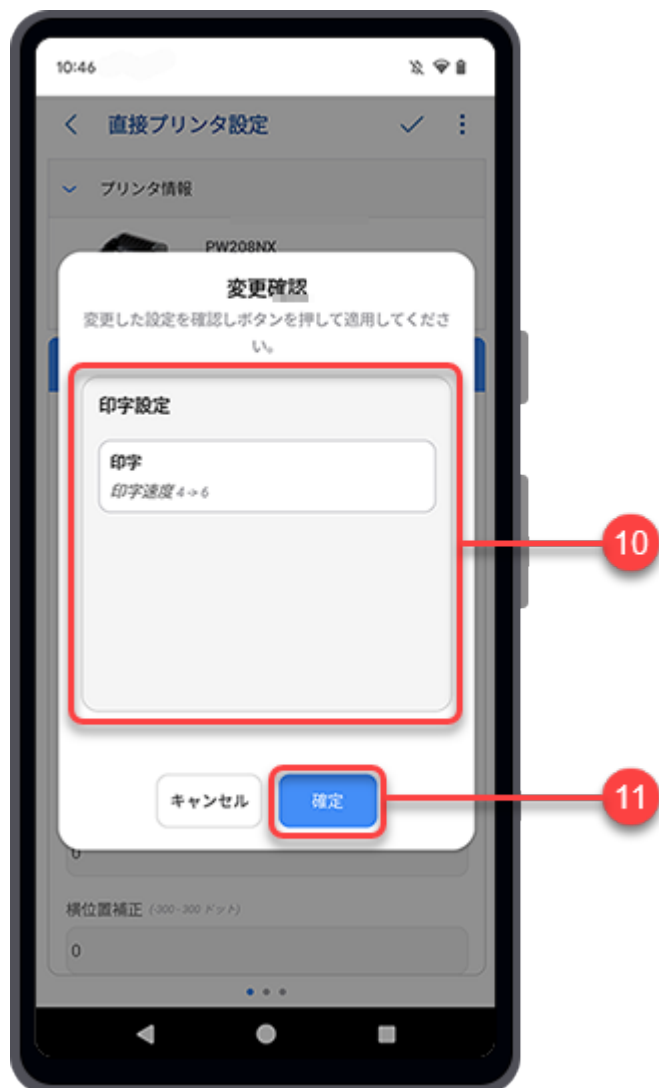 10:46
直接プリンタ設定
プリンタ情報
PW208NX
変更確認
変更した設定を確認しボタンを押して適用してくださ
い。
印字設定
印字
印字速度 4->6
10
キャンセル
確定
11
0
横位置補正 (-300-300 ドット)
0